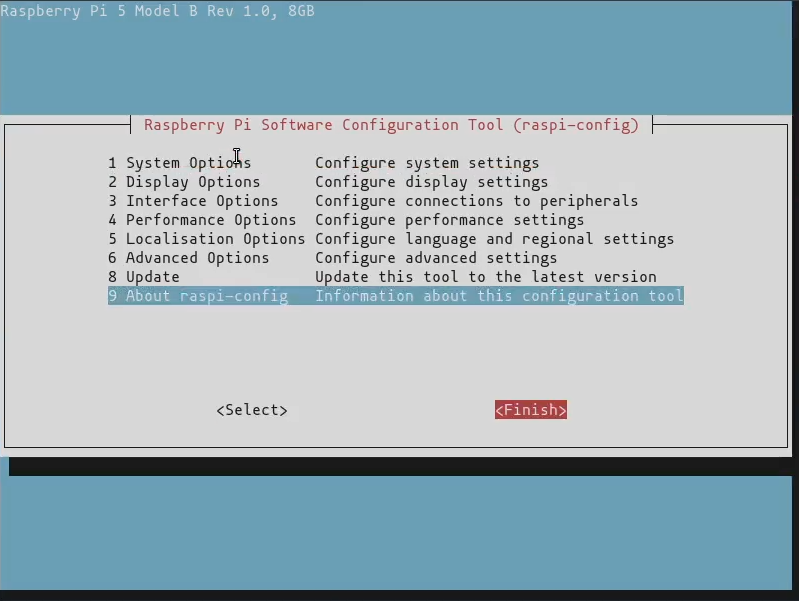 Raspberry Pi 5 Model B Rev 1.0, 8GB
Raspberry Pi Software Configuration Tool (raspi-config)
1 System Options Configure system settings
2 Display Options Configure display settings
3 Interface Options Configure connections to peripherals
4 Performance Options Configure performance settings
5 Localisation Options Configure language and regional settings
6 Advanced Options Configure advanced settings
8 Update Update this tool to the latest version
9 About raspi-config Information about this configuration tool
<Select> <Finish>